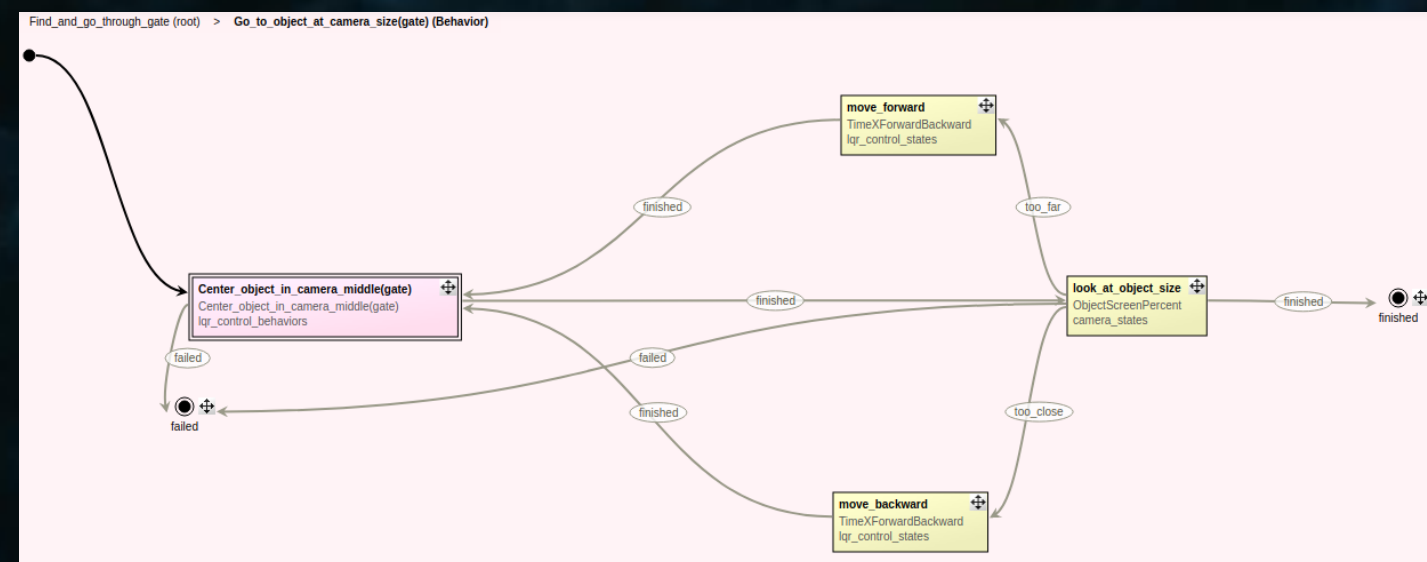 Find_and_go_through_gate (root) > Go_to_object_at_camera_size(gate) (Behavior)
move_forward
TimeXForwardBackward
lqr_control_states
finished
too_far
Center_object_in_camera_middle(gate)
Center_object_in_camera_middle(gate)
lqr_control_behaviors
finished
look_at_object_size
ObjectScreenPercent
camera_states
finished
finished
failed
failed
failed
finished
too_close
move_backward
TimeXForwardBackward
lqr_control_states